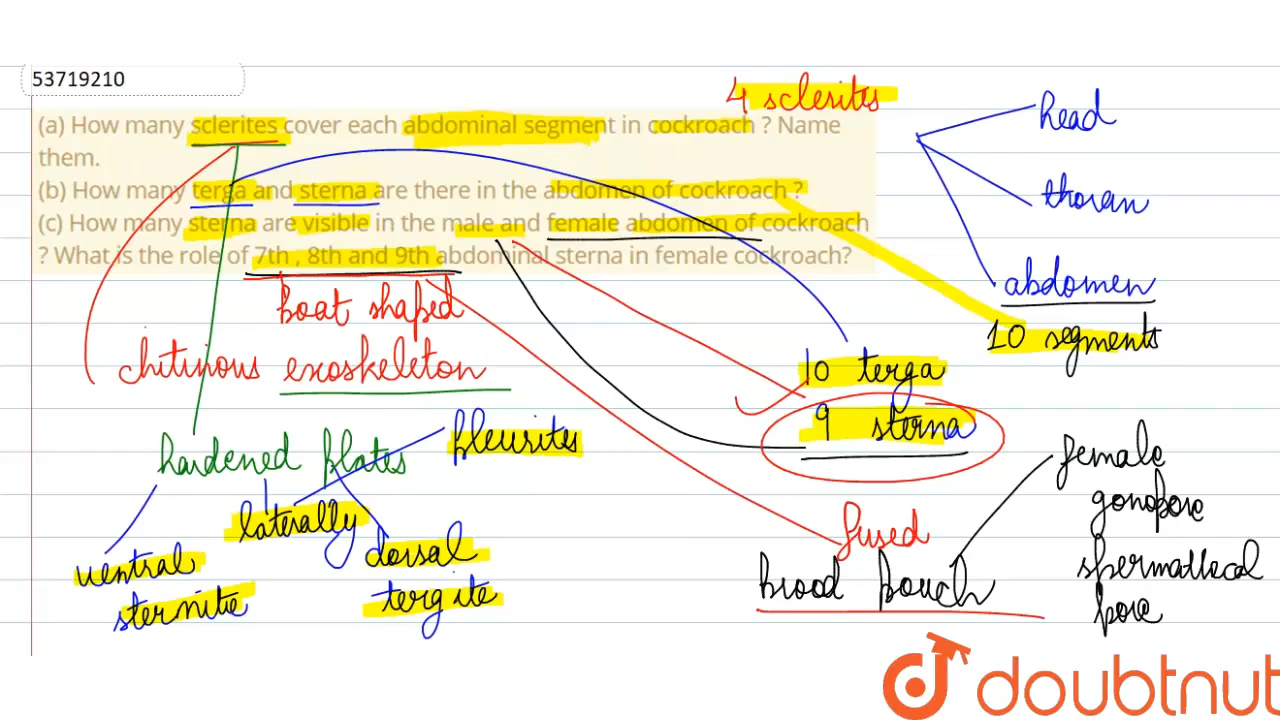 53719210
(a) How many sclerites cover each abdominal segment in cockroach ? Name
them.
(b) How many terga and sterna are there in the abdomen of cockroach ?
(c) How many sterna are visible in the male and female abdomen of cockroach
? What is the role of 7th , 8th and 9th abdominal sterna in female cockroach?
4 sclerites
head
thorax
abdomen
10 segments
boat shaped
chitinous exoskeleton
10 terga
9 sterna
hardened plates
pleurites
laterally
ventral
sternite
dorsal
tergite
fused
brood pouch
female
gonopore
spermathecal
pore
doubtnut